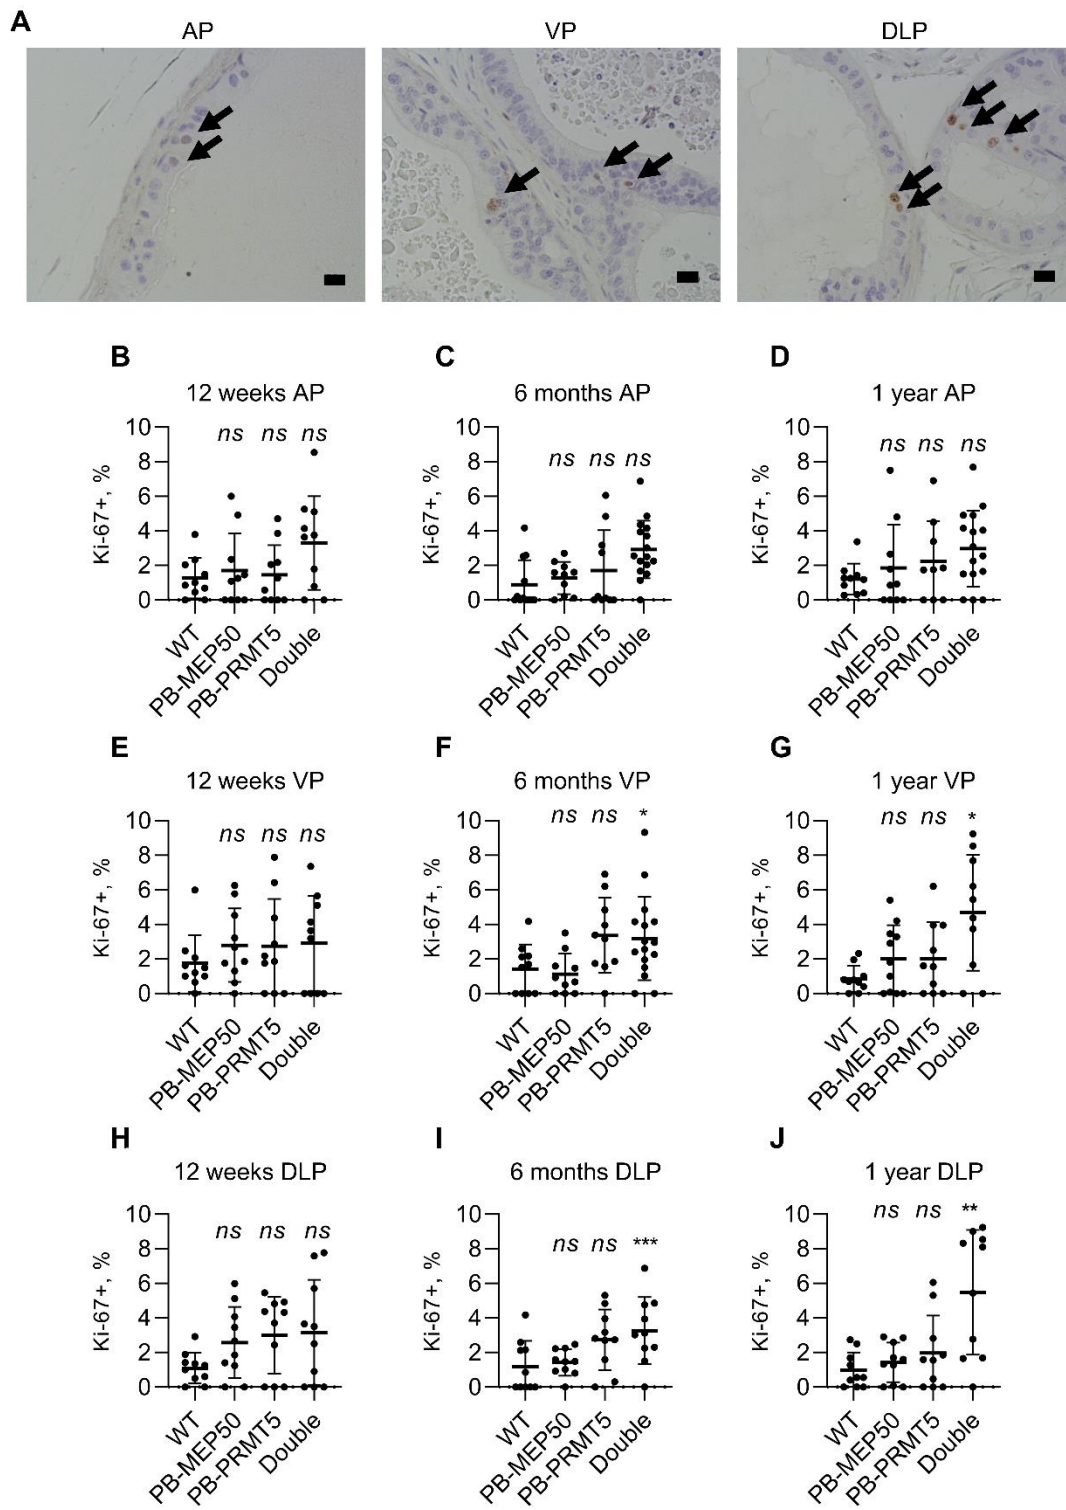 A
AP VP DLP
B C D
12 weeks AP 6 months AP 1 year AP
ns ns ns ns ns ns ns ns ns
Ki-67+, % Ki-67+, % Ki-67+, %
10 10 10
8 8 8
6 6 6
4 4 4
2 2 2
0 0 0
WT PB-MEP50 PB-PRMT5 Double WT PB-MEP50 PB-PRMT5 Double WT PB-MEP50 PB-PRMT5 Double
E F G
12 weeks VP 6 months VP 1 year VP
ns ns ns ns ns * ns ns *
Ki-67+, % Ki-67+, % Ki-67+, %
10 10 10
8 8 8
6 6 6
4 4 4
2 2 2
0 0 0
WT PB-MEP50 PB-PRMT5 Double WT PB-MEP50 PB-PRMT5 Double WT PB-MEP50 PB-PRMT5 Double
H I J
12 weeks DLP 6 months DLP 1 year DLP
ns ns ns ns ns *** ns ns **
Ki-67+, % Ki-67+, % Ki-67+, %
10 10 10
8 8 8
6 6 6
4 4 4
2 2 2
0 0 0
WT PB-MEP50 PB-PRMT5 Double WT PB-MEP50 PB-PRMT5 Double WT PB-MEP50 PB-PRMT5 Double